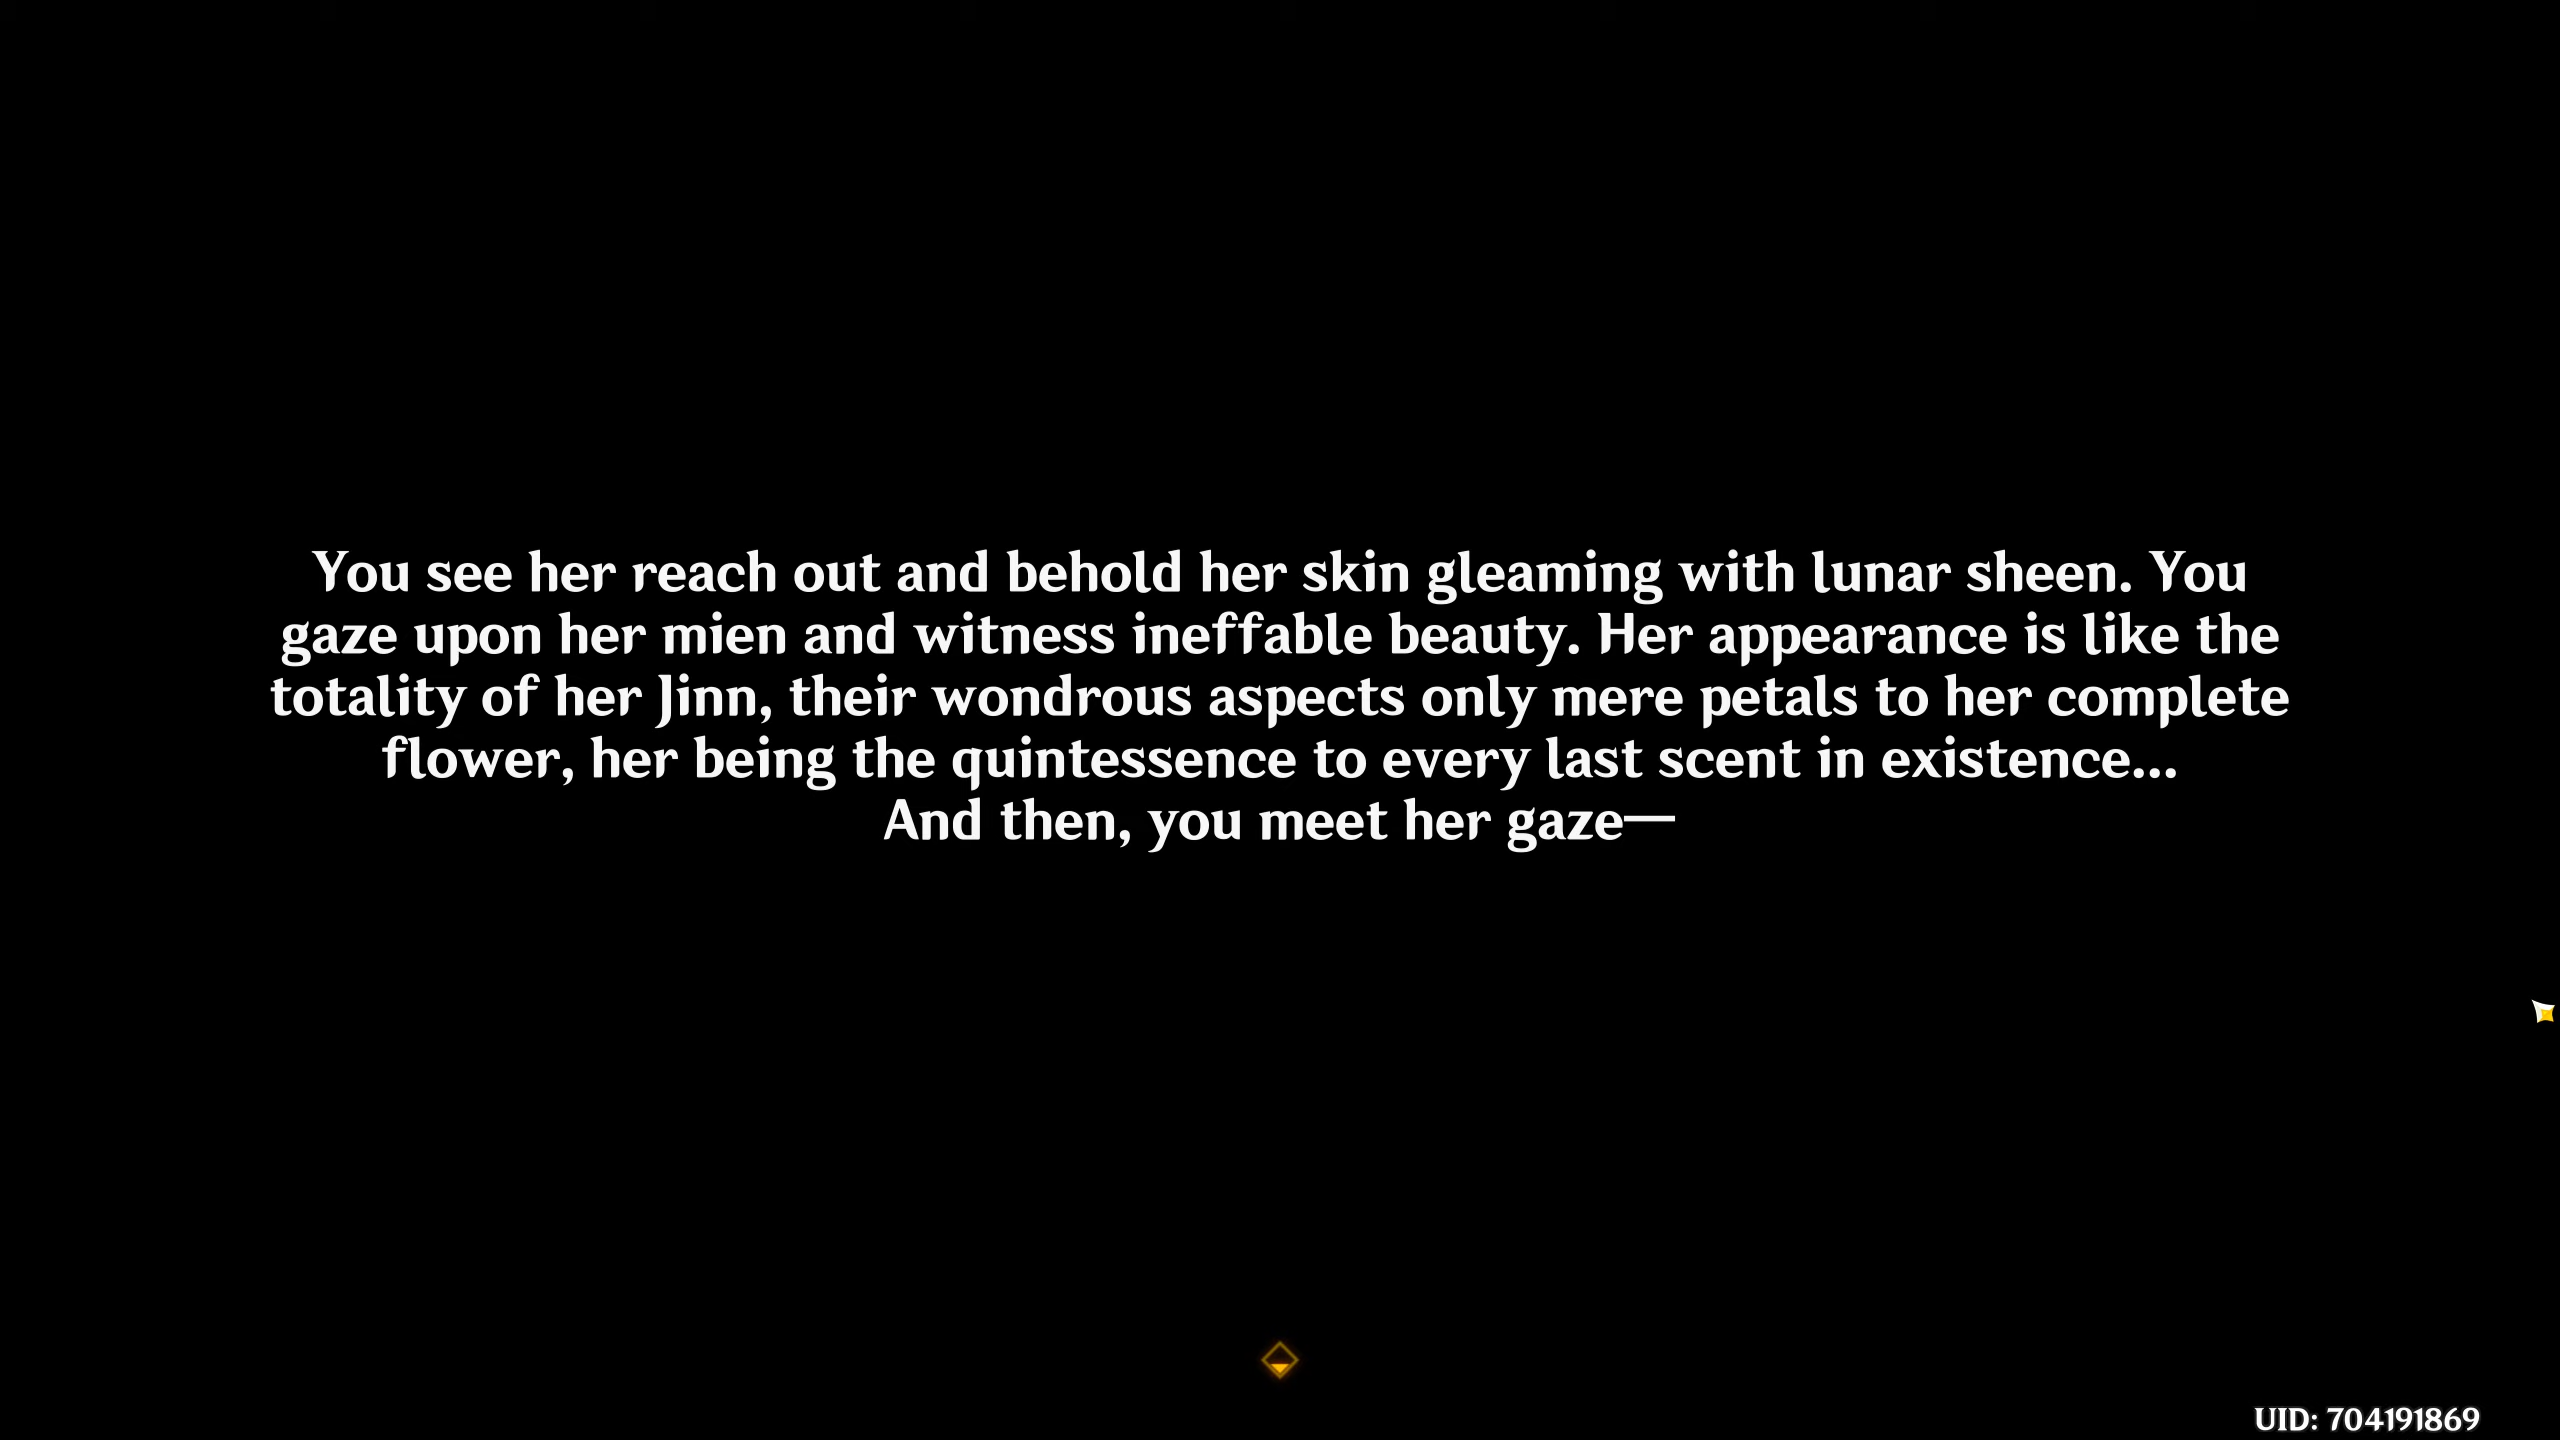 You see her reach out and behold her skin gleaming with lunar sheen. You
gaze upon her mien and witness ineffable beauty. Her appearance is like the
totality of her Jinn, their wondrous aspects only mere petals to her complete
flower, her being the quintessence to every last scent in existence...
And then, you meet her gaze—
UID: 704191869